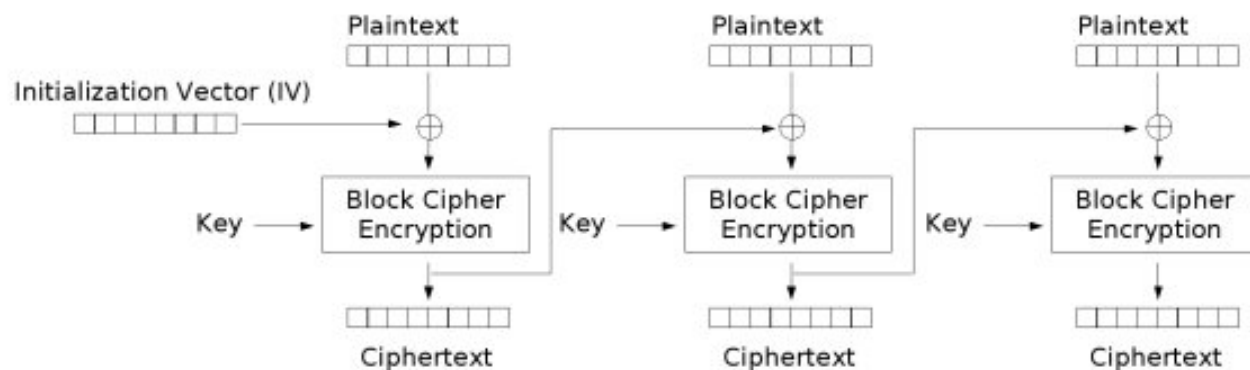 Plaintext
Plaintext
Plaintext
Initialization Vector (IV)
Key
Block Cipher
Encryption
Key
Block Cipher
Encryption
Key
Block Cipher
Encryption
Ciphertext
Ciphertext
Ciphertext